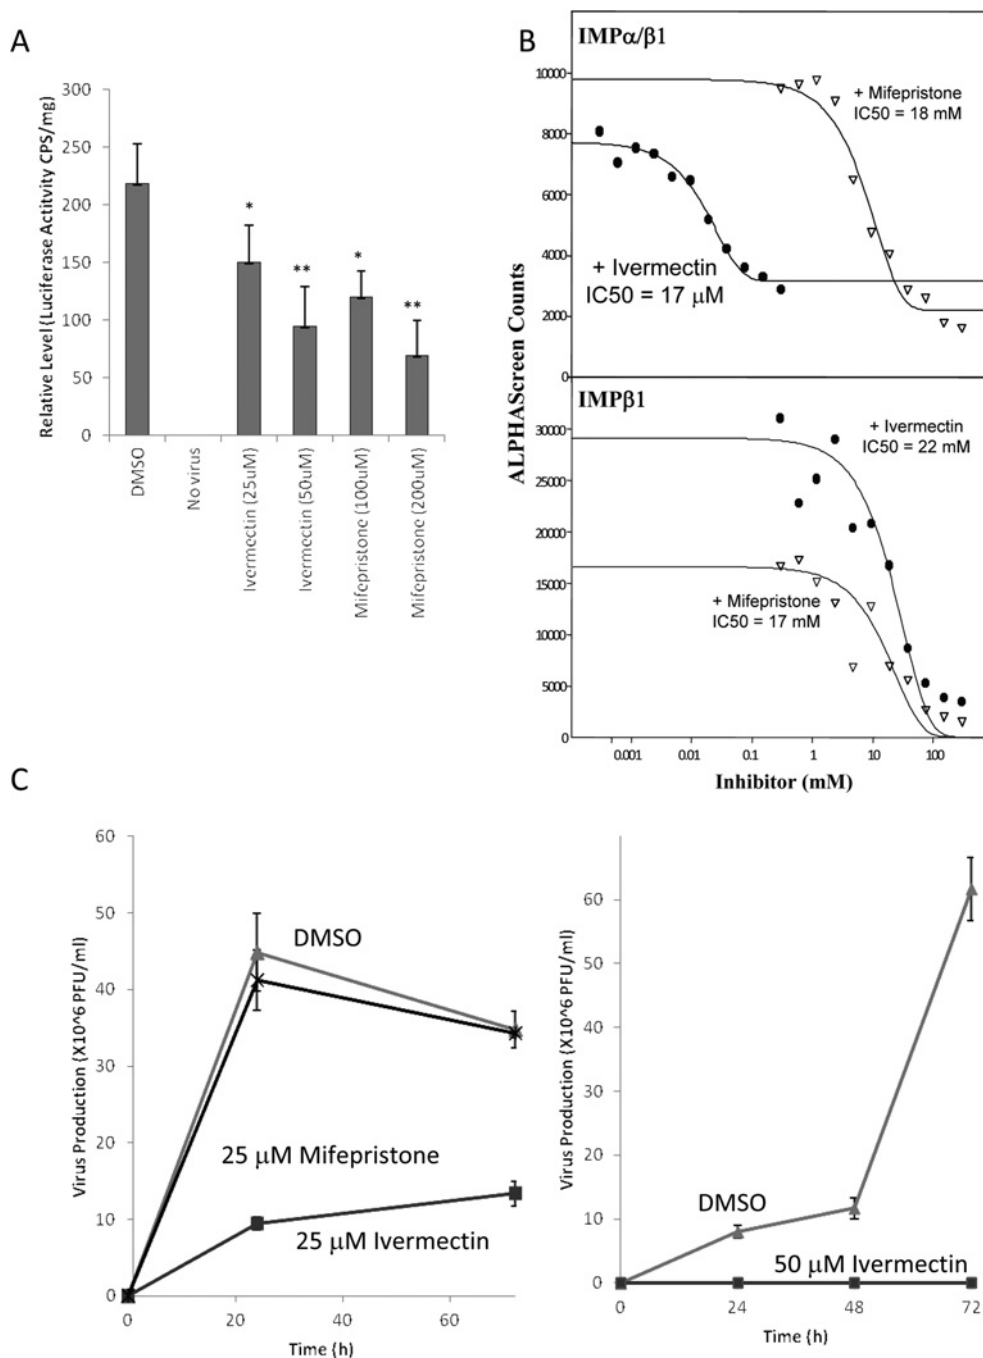 A
Relative Level (Luciferase Actitvity CPS/mg)
300
250
200
150
100
50
0
*
**
*
**
DMSO
No virus
Ivermectin (25uM)
Ivermectin (50uM)
Mifepristone (100uM)
Mifepristone (200uM)
B
ALPHAScreen Counts
IMPα/β1
10000
8000
6000
4000
2000
0
+ Mifepristone
IC50 = 18 mM
+ Ivermectin
IC50 = 17 μM
IMPβ1
30000
25000
20000
15000
10000
5000
0
+ Ivermectin
IC50 = 22 mM
+ Mifepristone
IC50 = 17 mM
0.001
0.01
0.1
1
10
100
Inhibitor (mM)
C
Virus Production (X10^6 PFU/ml)
60
50
40
30
20
10
0
DMSO
25 μM Mifepristone
25 μM Ivermectin
0
20
40
60
Time (h)
Virus Production (X10^6 PFU/ml)
60
50
40
30
20
10
0
DMSO
50 μM Ivermectin
0
24
48
72
Time (h)